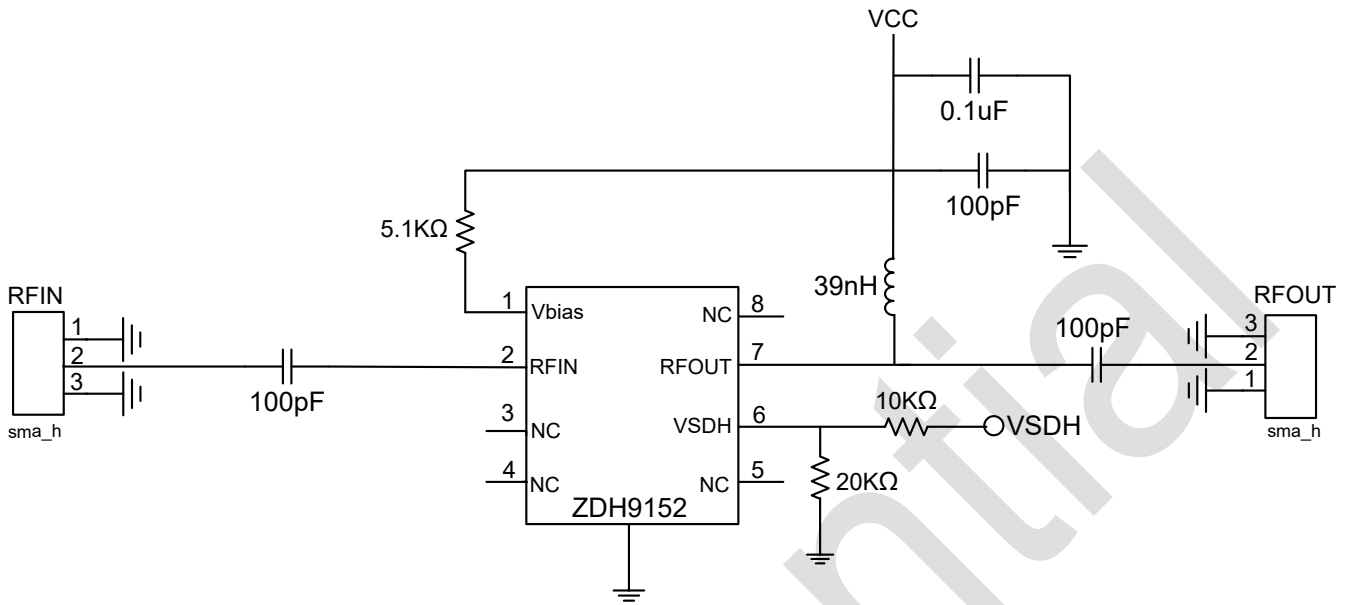 VCC
0.1uF
100pF
5.1KΩ
39nH
RFIN
1
2
3
sma_h
100pF
1
Vbias
2
RFIN
3
NC
4
NC
8
NC
7
RFOUT
6
VSDH
5
NC
ZDH9152
10KΩ
VSDH
20KΩ
100pF
RFOUT
3
2
1
sma_h
ntial